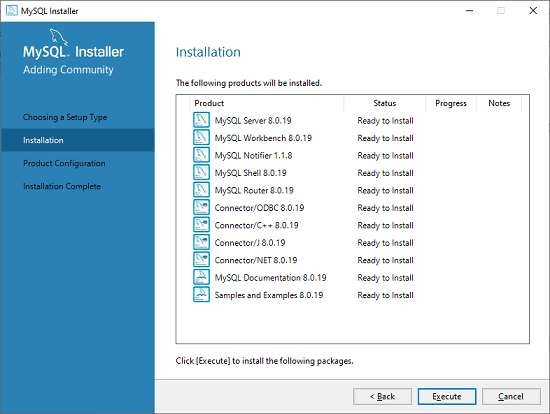 MySQL Installer
MySQL Installer
Adding Community
Choosing a Setup Type
Installation
Product Configuration
Installation Complete
Installation
The following products will be installed.
Product Status Progress Notes
MySQL Server 8.0.19 Ready to Install
MySQL Workbench 8.0.19 Ready to Install
MySQL Notifier 1.1.8 Ready to Install
MySQL Shell 8.0.19 Ready to Install
MySQL Router 8.0.19 Ready to Install
Connector/ODBC 8.0.19 Ready to Install
Connector/C++ 8.0.19 Ready to Install
Connector/J 8.0.19 Ready to Install
Connector/NET 8.0.19 Ready to Install
MySQL Documentation 8.0.19 Ready to Install
Samples and Examples 8.0.19 Ready to Install
Click [Execute] to install the following packages.
< Back Execute Cancel